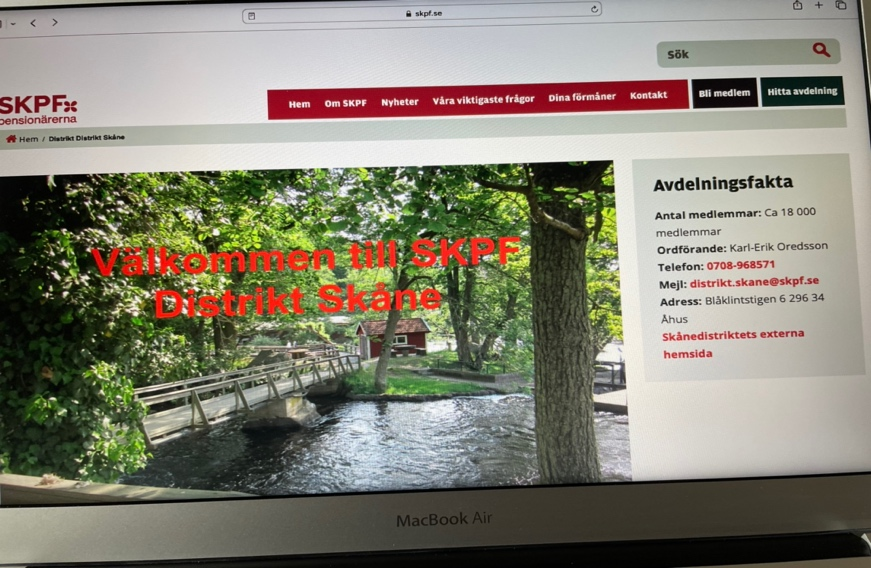 skpf.se
Sök
SKPF
pensionärerna
Hem Om SKPF Nyheter Våra viktigaste frågor Dina förmåner Kontakt Bli medlem Hitta avdelning
Hem / Distrikt Distrikt Skåne
Välkommen till SKPF
Distrikt Skåne
Avdelningsfakta
Antal medlemmar: Ca 18 000
medlemmar
Ordförande: Karl-Erik Oredsson
Telefon: 0708-968571
Mejl: distrikt.skane@skpf.se
Adress: Blåklintstigen 6 296 34
Åhus
Skånedistriktets externa
hemsida
MacBook Air